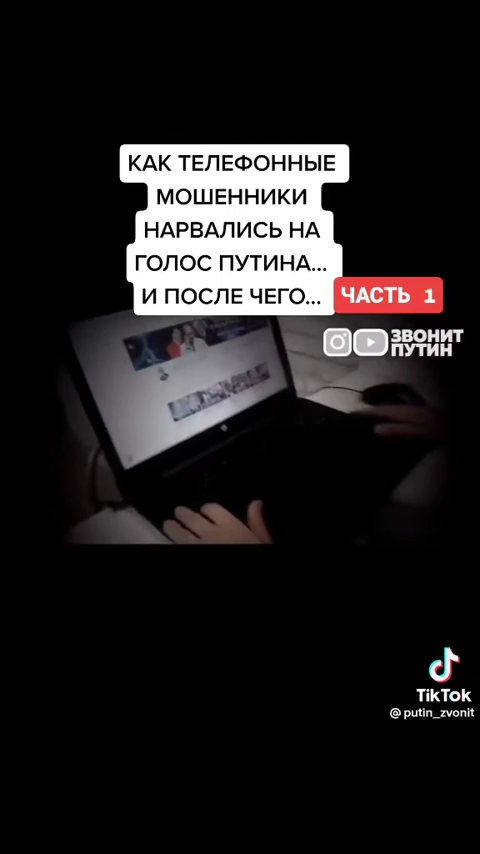 КАК ТЕЛЕФОННЫЕ
МОШЕННИКИ
НАРВАЛИСЬ НА
ГОЛОС ПУТИНА...
И ПОСЛЕ ЧЕГО... ЧАСТЬ 1
ЗВОНИТ
ПУТИН
TikTok
@putin_zvonit